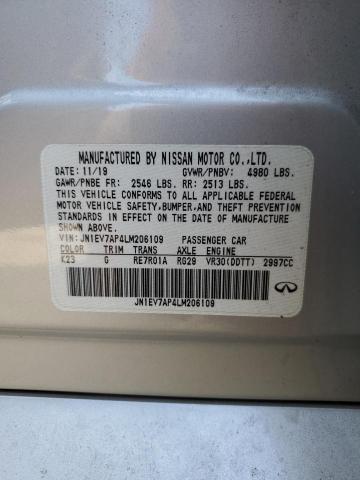 MANUFACTURED BY NISSAN MOTOR CO.,LTD.
DATE: 11/19 GVWR/PNBV: 4980 LBS.
GAWR/PNBE FR: 2546 LBS. RR: 2513 LBS.
THIS VEHICLE CONFORMS TO ALL APPLICABLE FEDERAL
MOTOR VEHICLE SAFETY,BUMPER,AND THEFT PREVENTION
STANDARDS IN EFFECT ON THE DATE OF MANUFACTURE
SHOWN ABOVE.
VIN: JN1EV7AP4LM206109 PASSENGER CAR
COLOR TRIM TRANS AXLE ENGINE
K23 G RE7R01A RG29 VR30(DDTT) 2997CC
JN1EV7AP4LM206109